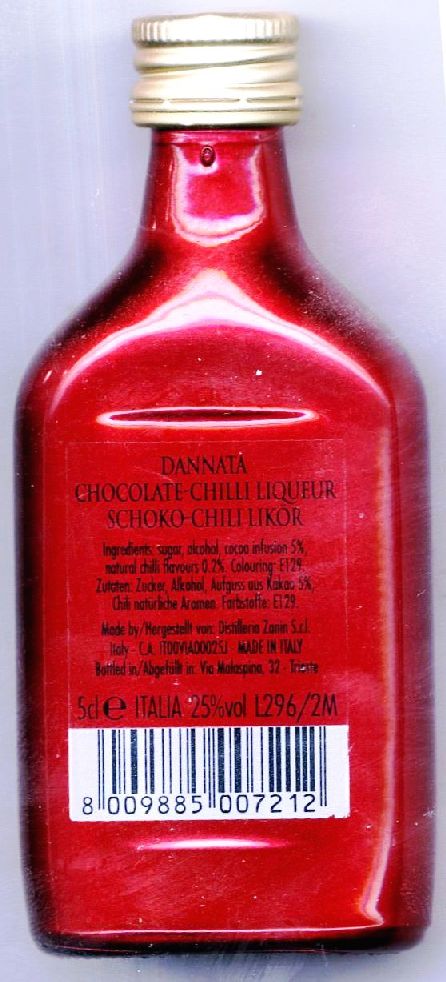 DANNATA
CHOCOLATE-CHILLI LIQUEUR
SCHOKO-CHILI LIKÖR
Ingredients: sugar, alcohol, cocoa infusion 5%,
natural chilli flavours 0.2%. Colouring: E129.
Zutaten: Zucker, Alkohol, Aufguss aus Kakao 5%,
Chili natürliche Aromen. Farbstoffe: E129.
Made by/Hergestellt von: Distilleria Zanin S.r.l.
Italy - C.A. IT00VIA00025J - MADE IN ITALY
Bottled in/Abgefüllt in: Via Malaspina, 32 - Trieste
5cl e ITALIA 25%vol L296/2M
8 009885 007212